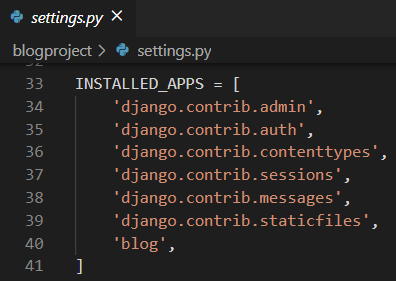 settings.py ×
blogproject > settings.py
33 INSTALLED_APPS = [
34     'django.contrib.admin',
35     'django.contrib.auth',
36     'django.contrib.contenttypes',
37     'django.contrib.sessions',
38     'django.contrib.messages',
39     'django.contrib.staticfiles',
40     'blog',
41 ]